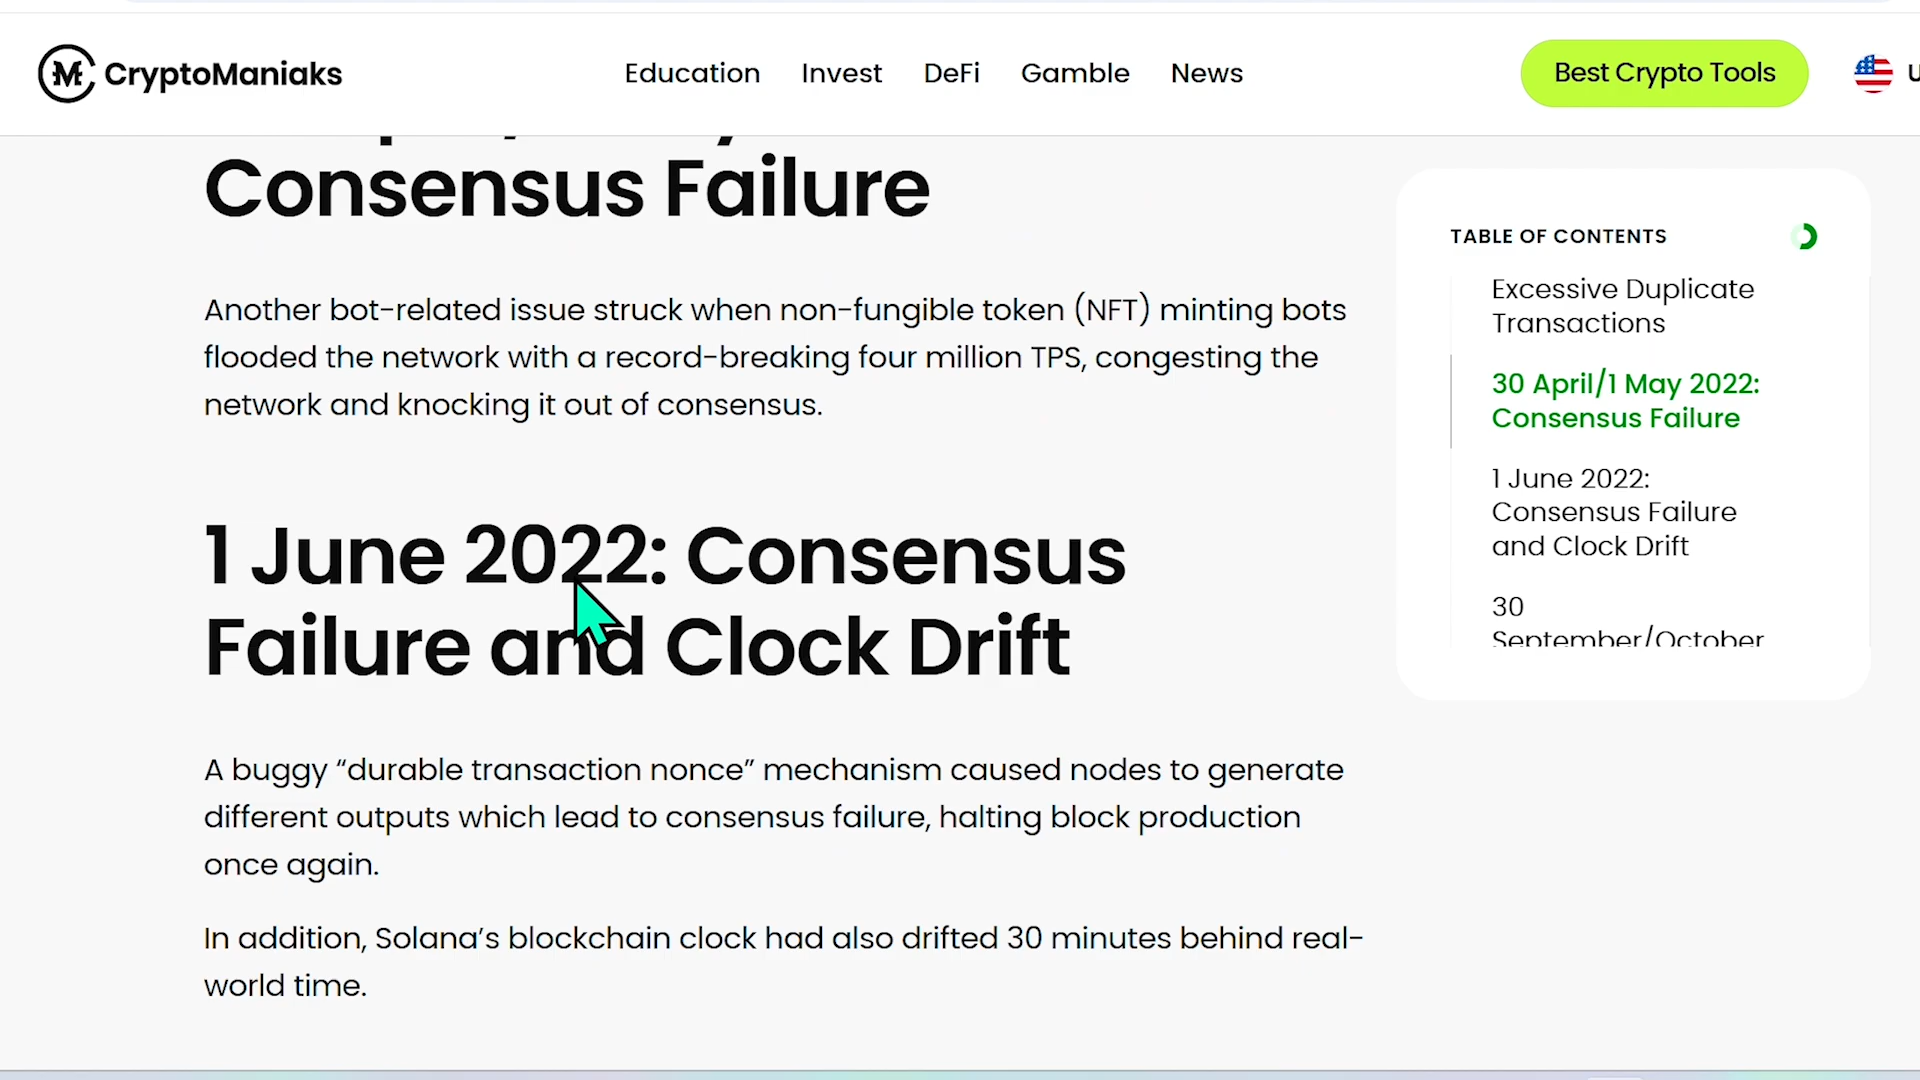 CryptoManiaks
Education Invest DeFi Gamble News
Best Crypto Tools
Consensus Failure
Another bot-related issue struck when non-fungible token (NFT) minting bots
flooded the network with a record-breaking four million TPS, congesting the
network and knocking it out of consensus.
1 June 2022: Consensus
Failure and Clock Drift
A buggy “durable transaction nonce” mechanism caused nodes to generate
different outputs which lead to consensus failure, halting block production
once again.
In addition, Solana’s blockchain clock had also drifted 30 minutes behind real-
world time.
TABLE OF CONTENTS
Excessive Duplicate
Transactions
30 April/1 May 2022:
Consensus Failure
1 June 2022:
Consensus Failure
and Clock Drift
30
September/October